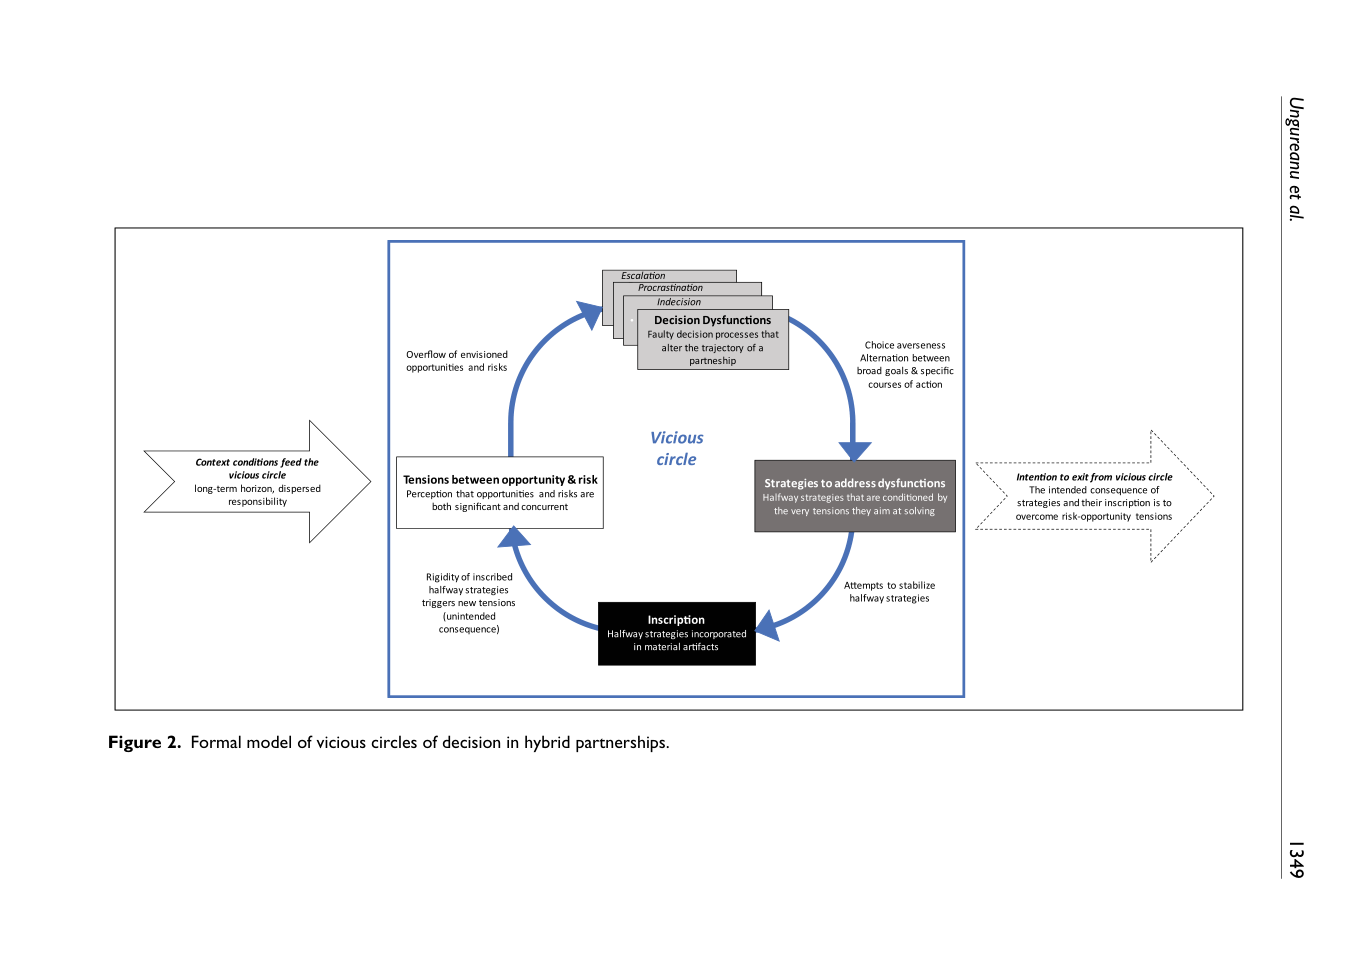 Ungureanu et al.
1349
Context conditions feed the
vicious circle
long-term horizon, dispersed
responsibility
Overflow of envisioned
opportunities and risks
Escalation
Procrastination
Indecision
Decision Dysfunctions
Faulty decision processes that
alter the trajectory of a
partneship
Choice averseness
Alternation between
broad goals & specific
courses of action
Vicious
circle
Tensions between opportunity & risk
Perception that opportunities and risks are
both significant and concurrent
Strategies to address dysfunctions
Halfway strategies that are conditioned by
the very tensions they aim at solving
Rigidity of inscribed
halfway strategies
triggers new tensions
(unintended
consequence)
Inscription
Halfway strategies incorporated
in material artifacts
Attempts to stabilize
halfway strategies
Intention to exit from vicious circle
The intended consequence of
strategies and their inscription is to
overcome risk-opportunity tensions
Figure 2. Formal model of vicious circles of decision in hybrid partnerships.